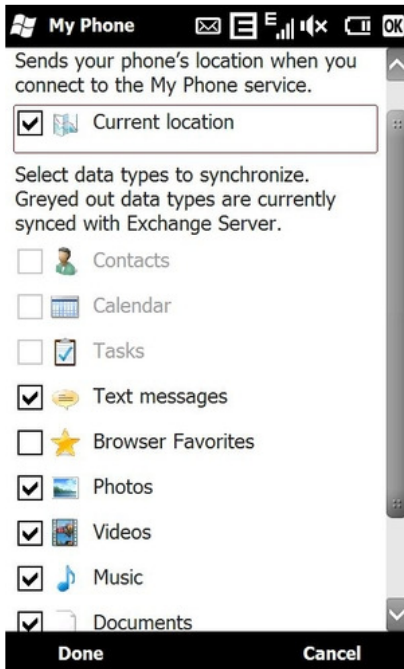 My Phone
E
E
OK
Sends your phone's location when you
connect to the My Phone service.
Current location
Select data types to synchronize.
Greyed out data types are currently
synced with Exchange Server.
Contacts
Calendar
Tasks
Text messages
Browser Favorites
Photos
Videos
Music
Documents
Done
Cancel